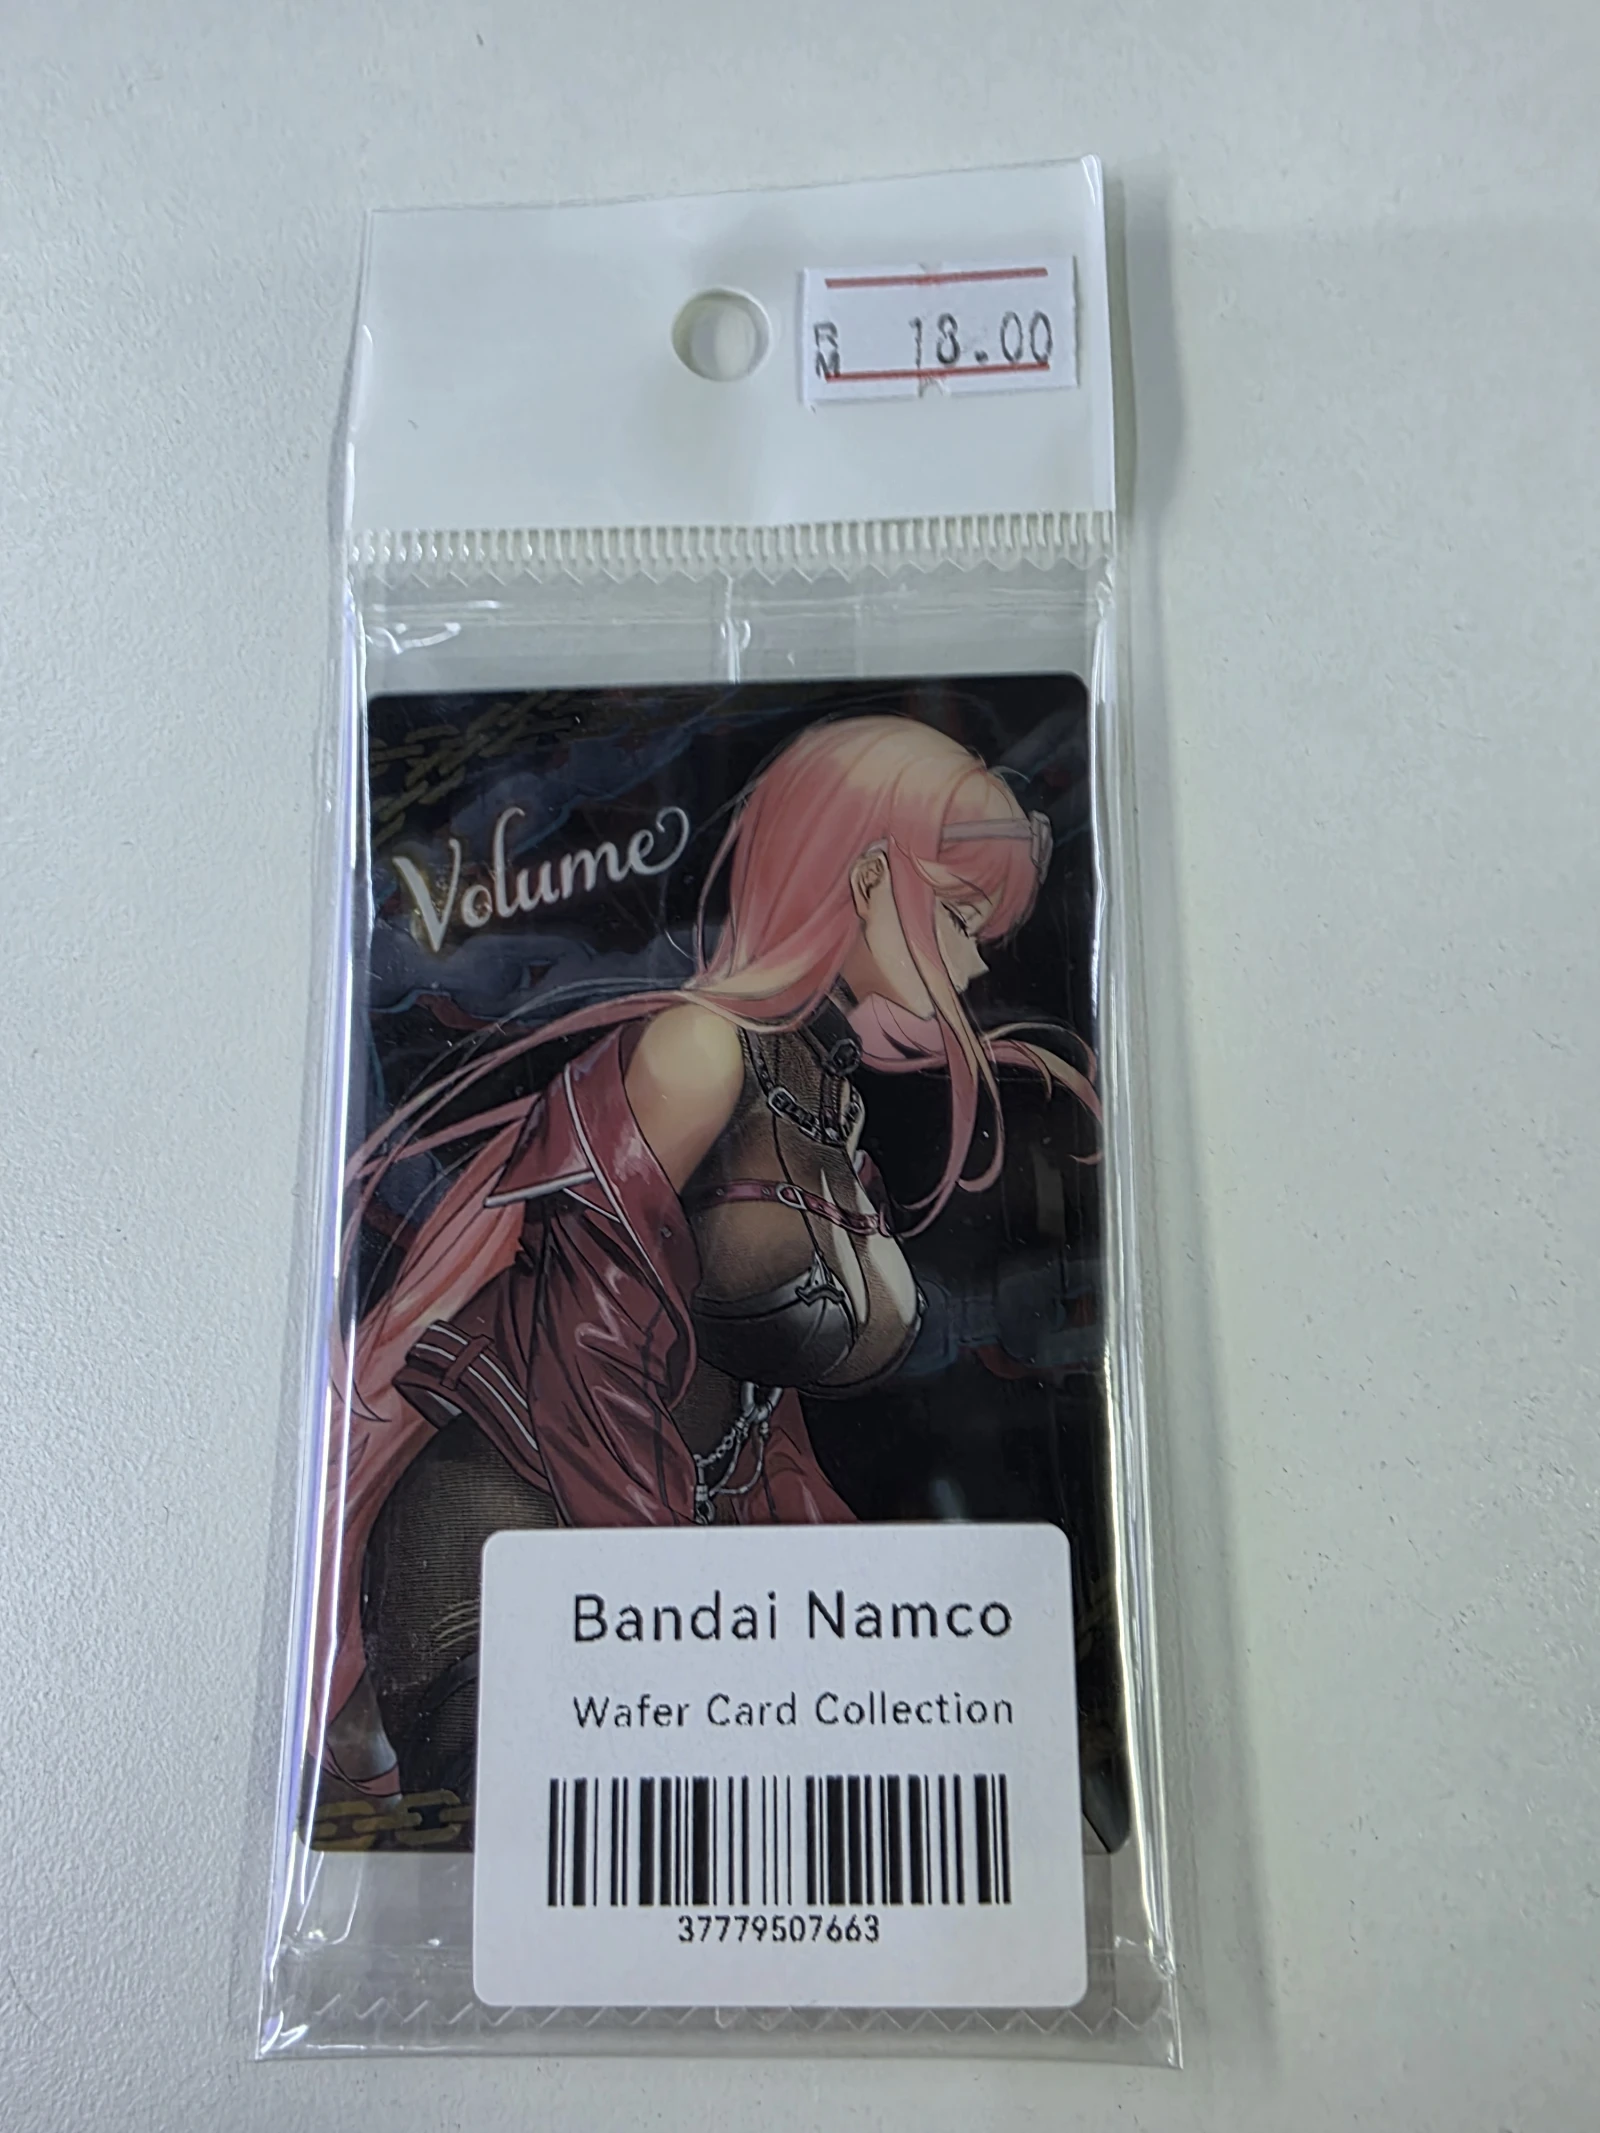 RM 18.00
Volume
Bandai Namco
Wafer Card Collection
37779507663